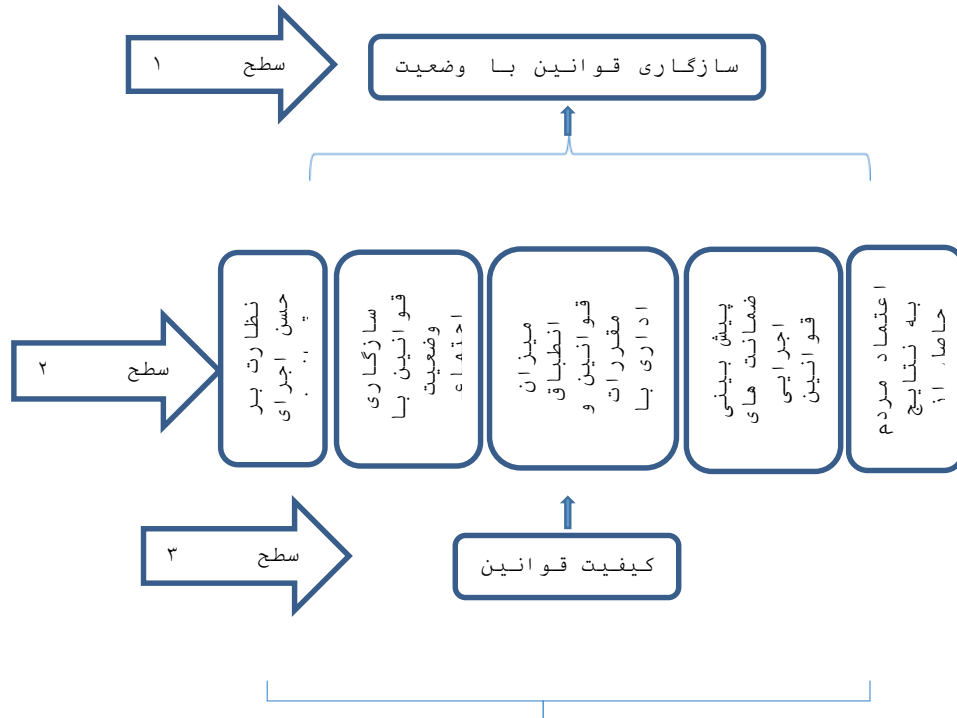 سطح ۱
سازگاری قوانین با وضعیت
نظارت بر
حسن اجرای
سازگاری
قوانین با
وضعیت
میزان
انطباق
قوانین و
مقررات
اداری با
پیش بینی
ضمانت های
اجرایی
قوانین
اعتماد مردم
به نتایج
از
سطح ۲
سطح ۳
کیفیت قوانین